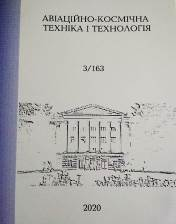 АВІАЦІЙНО-КОСМІЧНА
ТЕХНІКА І ТЕХНОЛОГІЯ
3/163
2020